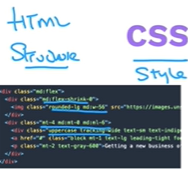 HTML
Structure
CSS
Style
<div class="md:flex">
<div class="md:flex-shrink-0">
<img class="rounded-lg md:w-56" src="https://images.uns
</div>
<div class="mt-4 md:mt-0 md:ml-6">
<div class="uppercase tracking-wide text-sm text-indig
<a href="#" class="block mt-1 text-lg leading-tight fo
<p class="mt-2 text-gray-600">Getting a new business o
</div>
</div>